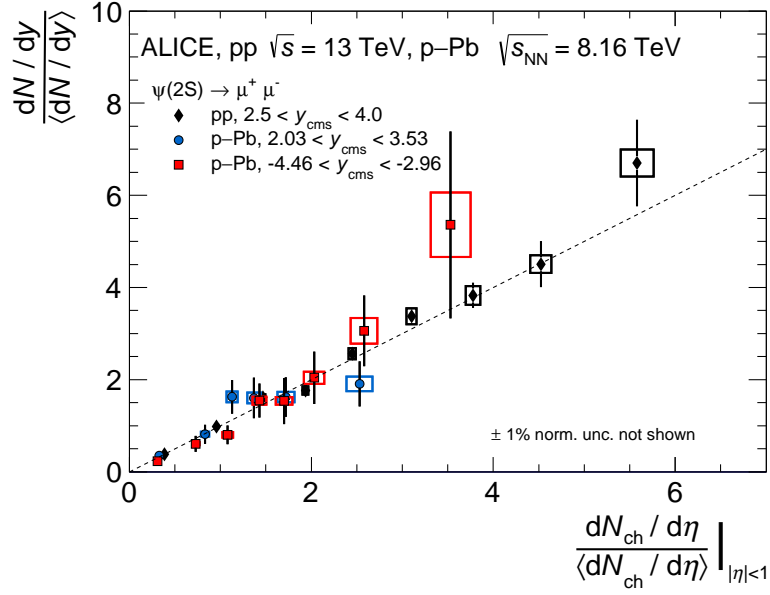 dN / dy
⟨dN / dy⟩
10
8
6
4
2
0
ALICE, pp √s = 13 TeV, p−Pb √sNN = 8.16 TeV
ψ(2S) → μ+ μ-
pp, 2.5 < ycms < 4.0
p−Pb, 2.03 < ycms < 3.53
p−Pb, -4.46 < ycms < -2.96
± 1% norm. unc. not shown
0 2 4 6
dNch / dη
⟨dNch / dη⟩ | |η|<1